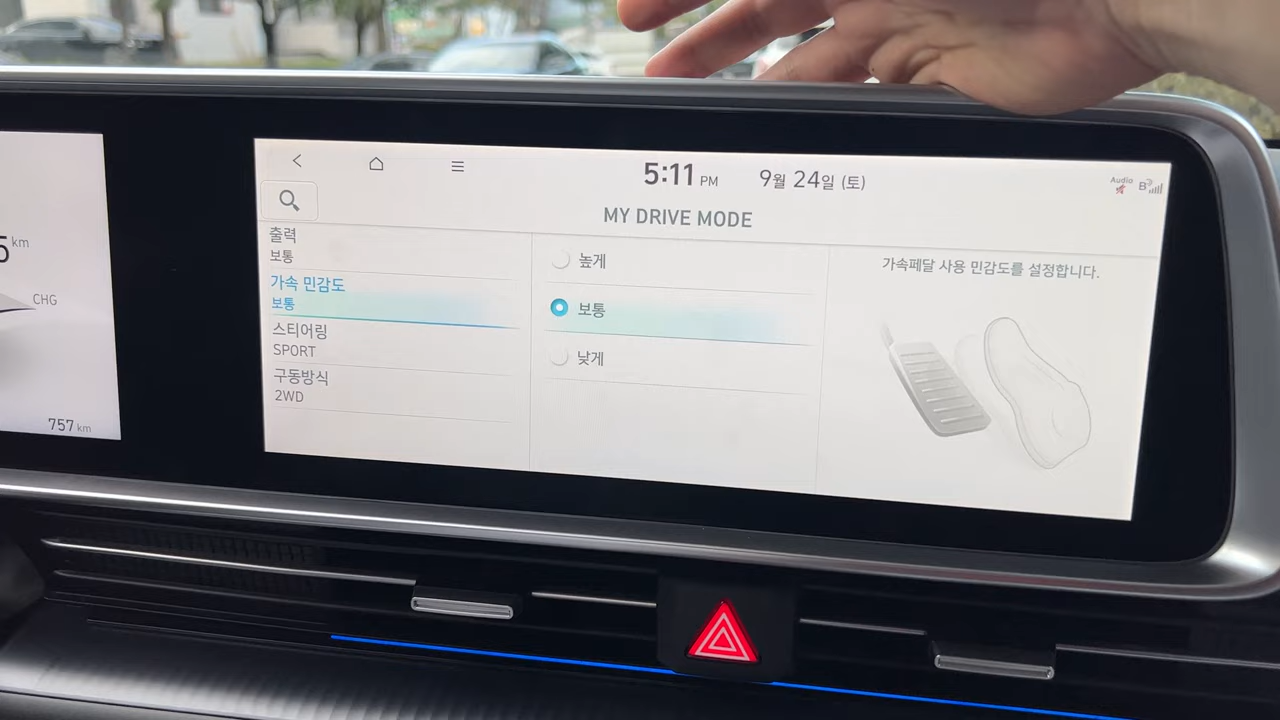 5 km
CHG
757 km
5:11 PM 9월 24일 (토)
Audio
MY DRIVE MODE
출력
보통
가속 민감도
보통
스티어링
SPORT
구동방식
2WD
높게
보통
낮게
가속페달 사용 민감도를 설정합니다.